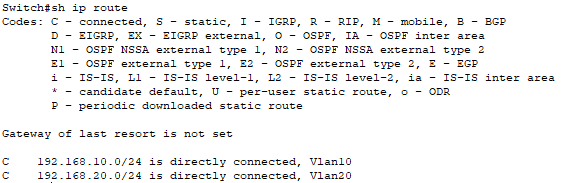 Switch#sh ip route
Codes: C - connected, S - static, I - IGRP, R - RIP, M - mobile, B - BGP
D - EIGRP, EX - EIGRP external, O - OSPF, IA - OSPF inter area
N1 - OSPF NSSA external type 1, N2 - OSPF NSSA external type 2
E1 - OSPF external type 1, E2 - OSPF external type 2, E - EGP
i - IS-IS, L1 - IS-IS level-1, L2 - IS-IS level-2, ia - IS-IS inter area
* - candidate default, U - per-user static route, o - ODR
P - periodic downloaded static route
Gateway of last resort is not set
C 192.168.10.0/24 is directly connected, Vlan10
C 192.168.20.0/24 is directly connected, Vlan20